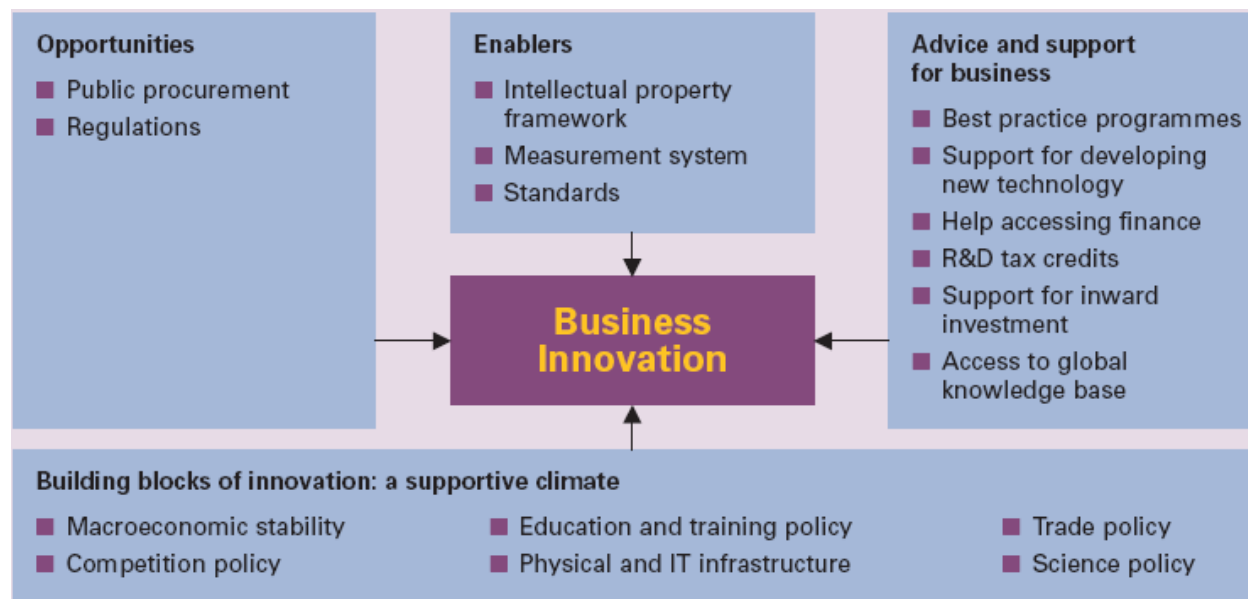 Opportunities
Public procurement
Regulations
Enablers
Intellectual property
framework
Measurement system
Standards
Advice and support
for business
Best practice programmes
Support for developing
new technology
Help accessing finance
R&D tax credits
Support for inward
investment
Access to global
knowledge base
Business
Innovation
Building blocks of innovation: a supportive climate
Macroeconomic stability
Competition policy
Education and training policy
Physical and IT infrastructure
Trade policy
Science policy